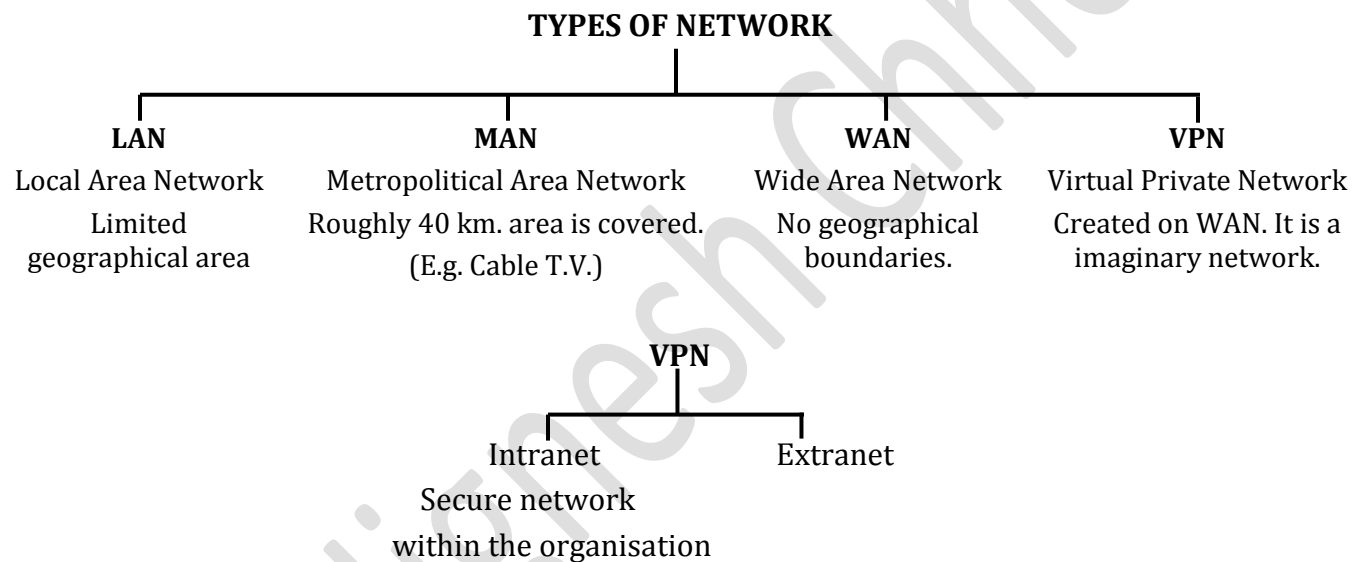 TYPES OF NETWORK
LAN
MAN
WAN
VPN
Local Area Network
Metropolitical Area Network
Wide Area Network
Virtual Private Network
Limited
geographical area
Roughly 40 km. area is covered.
(E.g. Cable T.V.)
No geographical
boundaries.
Created on WAN. It is a
imaginary network.
VPN
Intranet
Extranet
Secure network
within the organisation